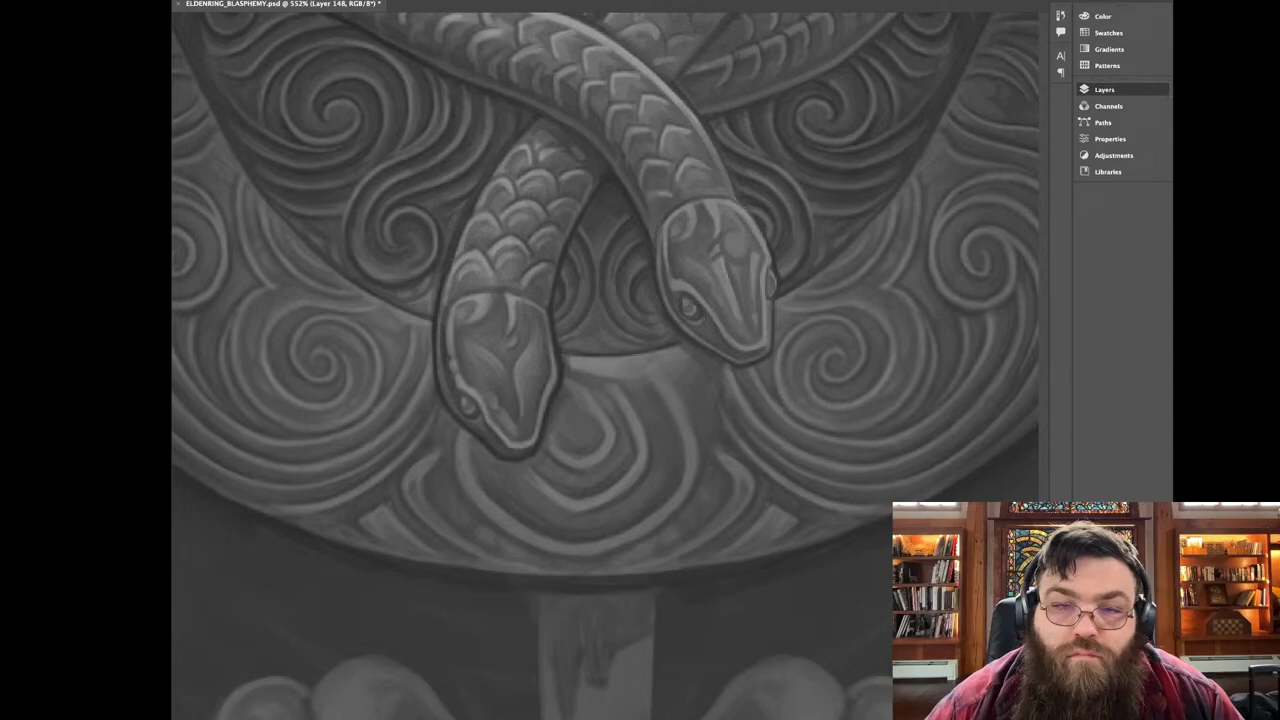 × ELDENRING_BLASPHEMY.psd @ 552% (Layer 148, RGB/8*) *
Color
Swatches
Gradients
Patterns
Layers
Channels
Paths
Properties
Adjustments
Libraries